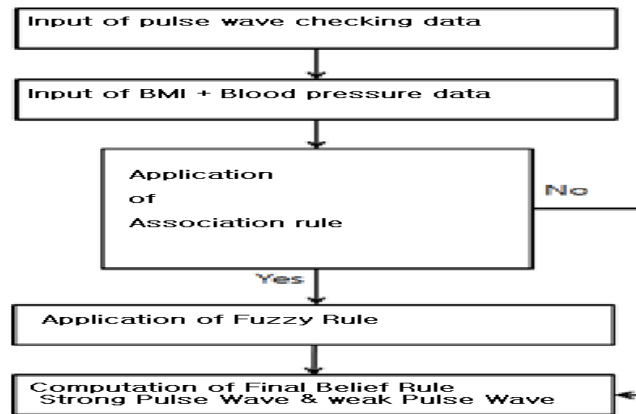 Input of pulse wave checking data
Input of BMI + Blood pressure data
Application
of
Association rule
No
Yes
Application of Fuzzy Rule
Computation of Final Belief Rule
Strong Pulse Wave & weak Pulse Wave